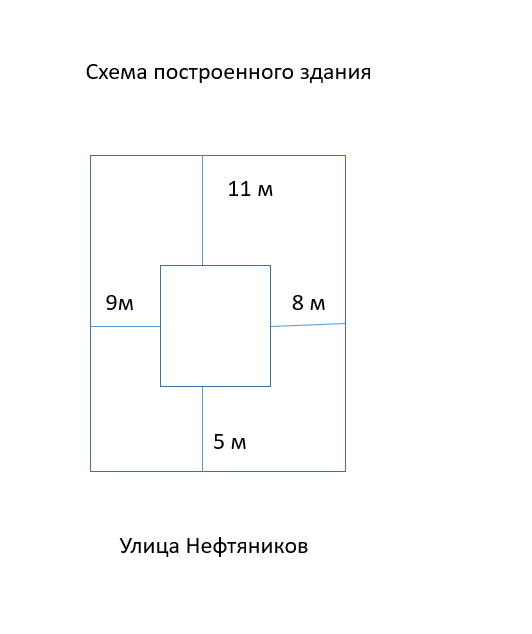 Схема построенного здания
11 м
9м
8 м
5 м
Улица Нефтяников